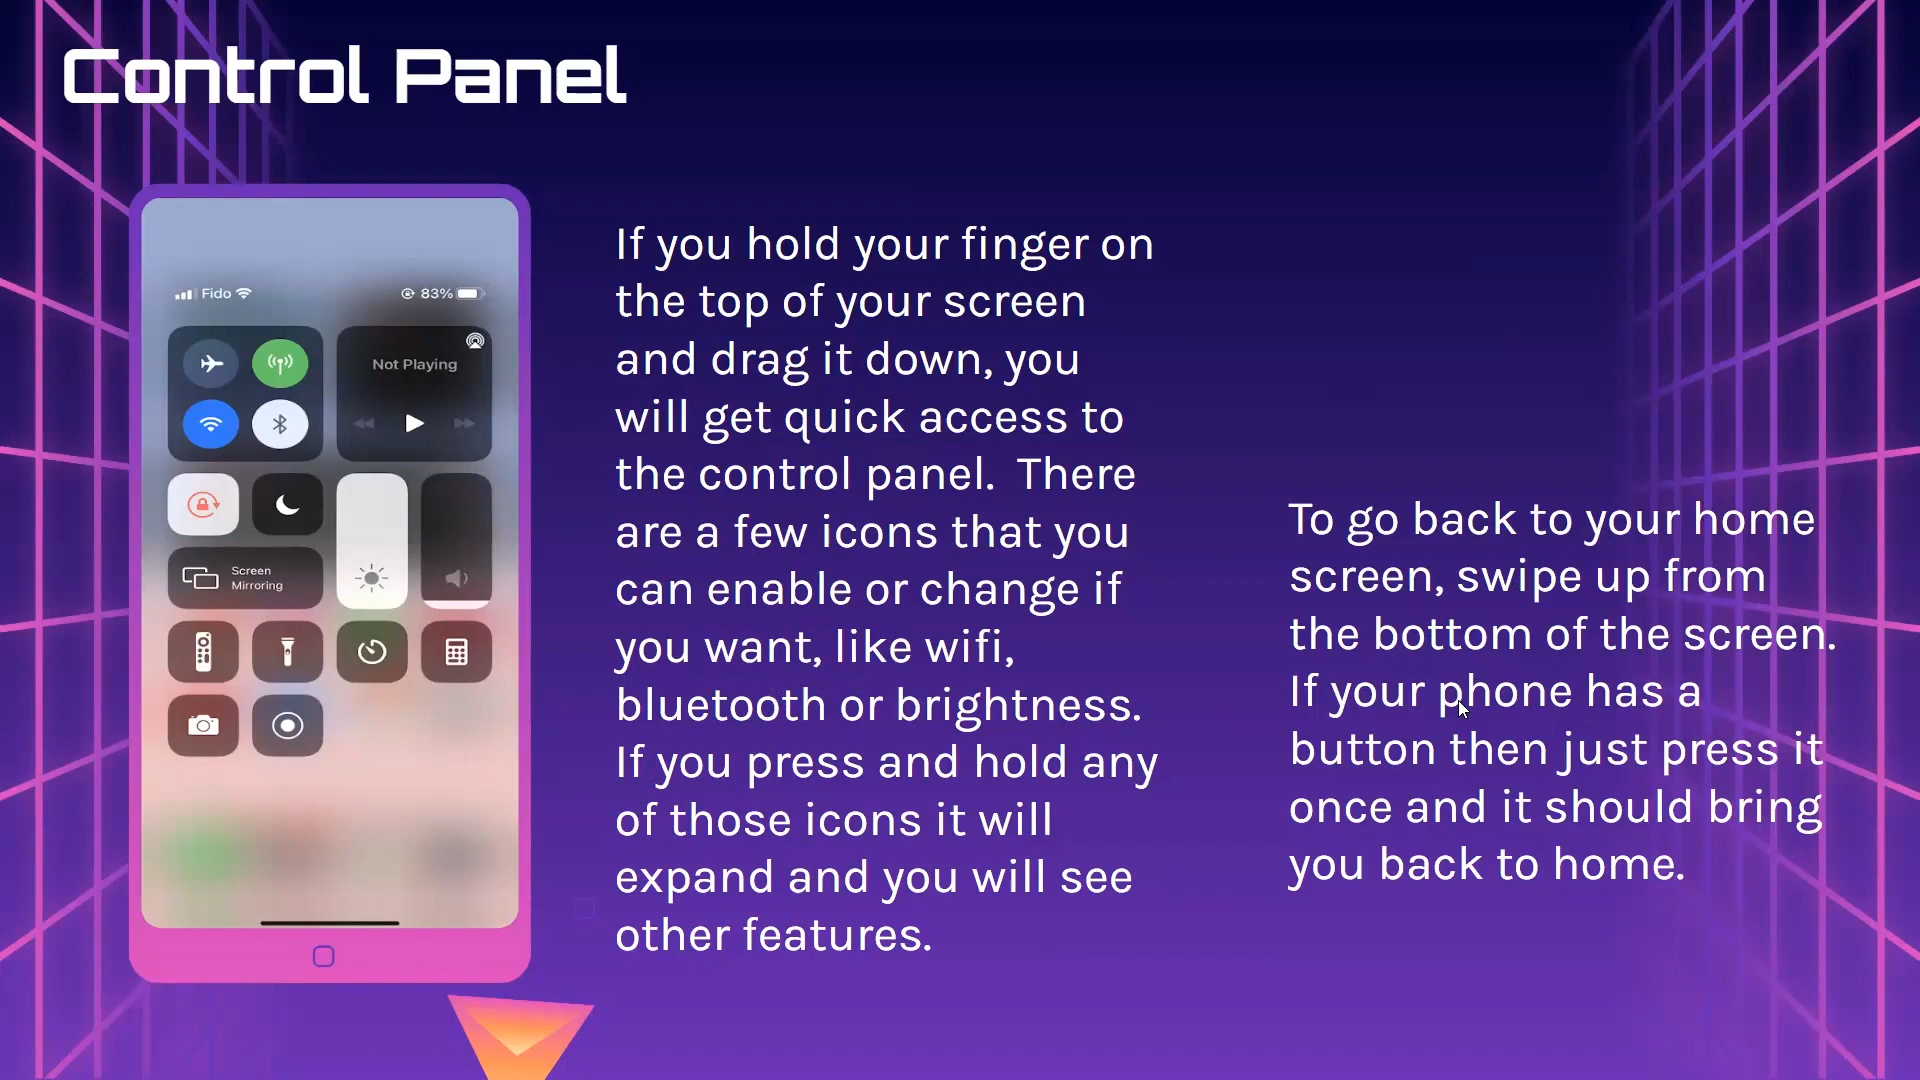 Control Panel
Fido
83%
Not Playing
Screen
Mirroring
If you hold your finger on
the top of your screen
and drag it down, you
will get quick access to
the control panel.  There
are a few icons that you
can enable or change if
you want, like wifi,
bluetooth or brightness.
If you press and hold any
of those icons it will
expand and you will see
other features.
To go back to your home
screen, swipe up from
the bottom of the screen.
If your phone has a
button then just press it
once and it should bring
you back to home.